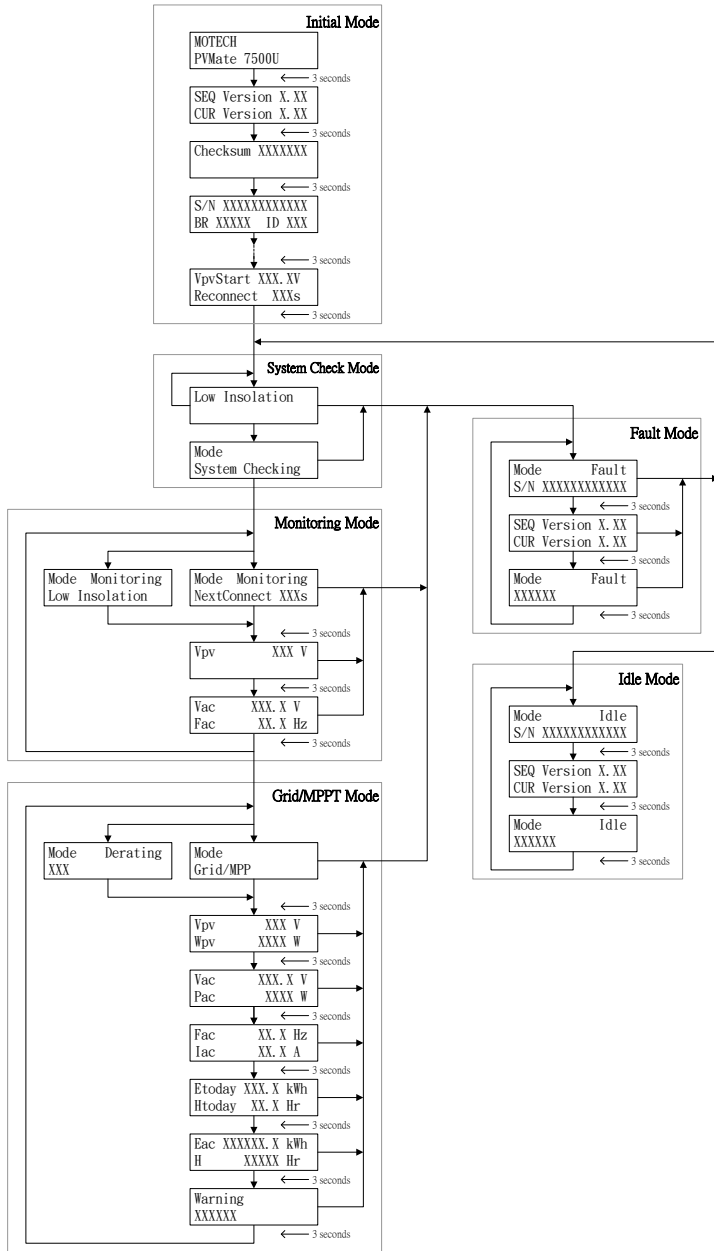 Initial Mode
MOTECH
PVMate 7500U
3 seconds
SEQ Version X.XX
CUR Version X.XX
3 seconds
Checksum XXXXXXX
3 seconds
S/N XXXXXXXXXXXX
BR XXXXX ID XXX
3 seconds
VpvStart XXX.XV
Reconnect XXXs
3 seconds
System Check Mode
Low Insolation
Mode
System Checking
Fault Mode
Mode Fault
S/N XXXXXXXXXXXX
3 seconds
SEQ Version X.XX
CUR Version X.XX
3 seconds
Mode Fault
XXXXXX
3 seconds
Monitoring Mode
Mode Monitoring
Low Insolation
Mode Monitoring
NextConnect XXXs
3 seconds
Vpv XXX V
3 seconds
Vac XXX.X V
Fac XX.X Hz
3 seconds
Idle Mode
Mode Idle
S/N XXXXXXXXXXXX
3 seconds
SEQ Version X.XX
CUR Version X.XX
3 seconds
Mode Idle
XXXXXX
3 seconds
Grid/MPPT Mode
Mode Derating
XXX
Mode
Grid/MPP
3 seconds
Vpv XXX V
Wpv XXXX W
3 seconds
Vac XXX.X V
Pac XXXX W
3 seconds
Fac XX.X Hz
Iac XX.X A
3 seconds
Etoday XXX.X kWh
Htoday XX.X Hr
3 seconds
Eac XXXXXX.X kWh
H XXXXX Hr
3 seconds
Warning
XXXXXX
3 seconds